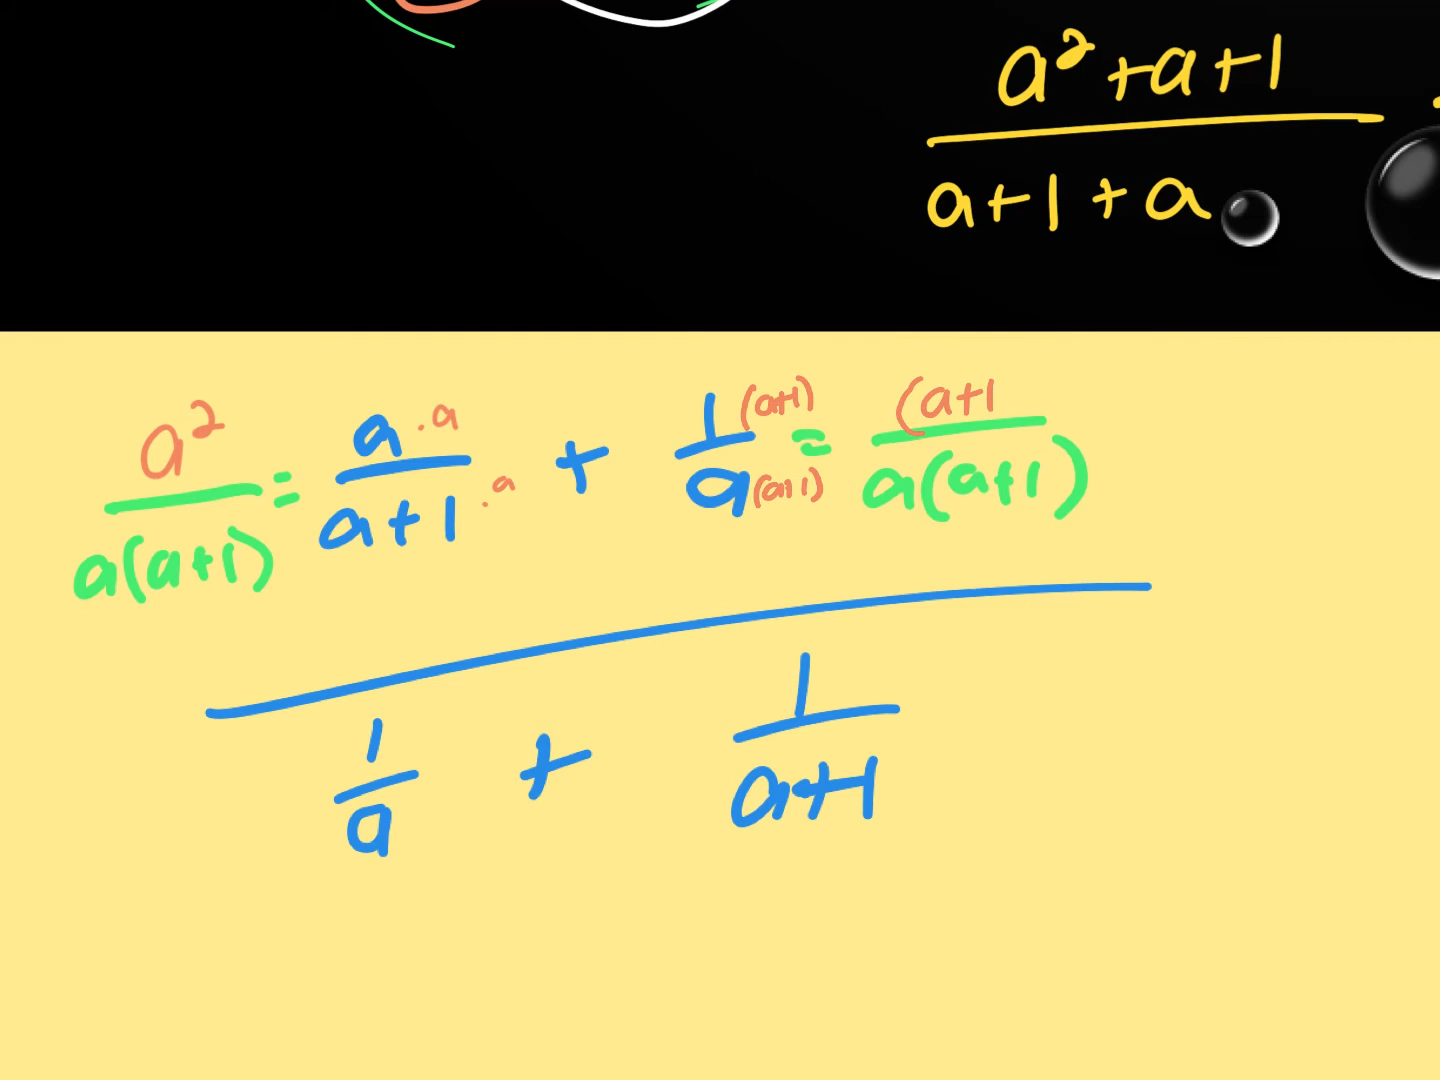 a²+a+1
a+1+a
a²/a(a+1) = a·a/a+1·a + 1(a+1)/a(a+1) = (a+1/a(a+1)
1/a + 1/a+1